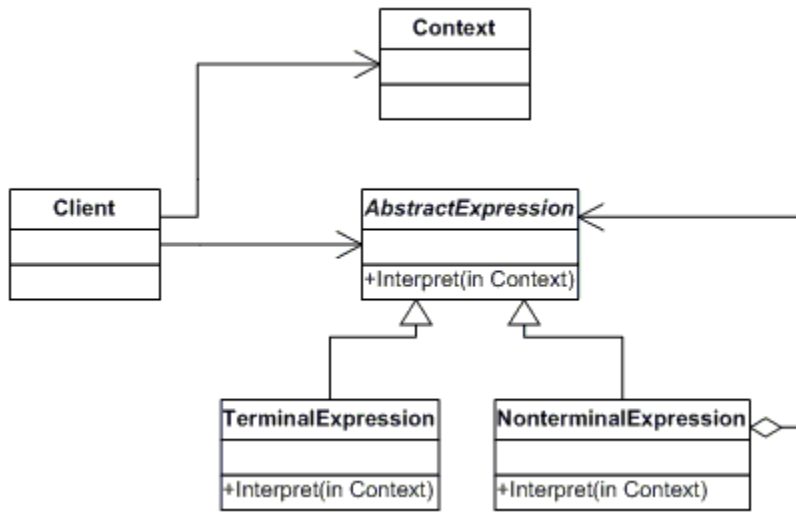 Context
Client
AbstractExpression
+Interpret(in Context)
TerminalExpression
+Interpret(in Context)
NonterminalExpression
+Interpret(in Context)